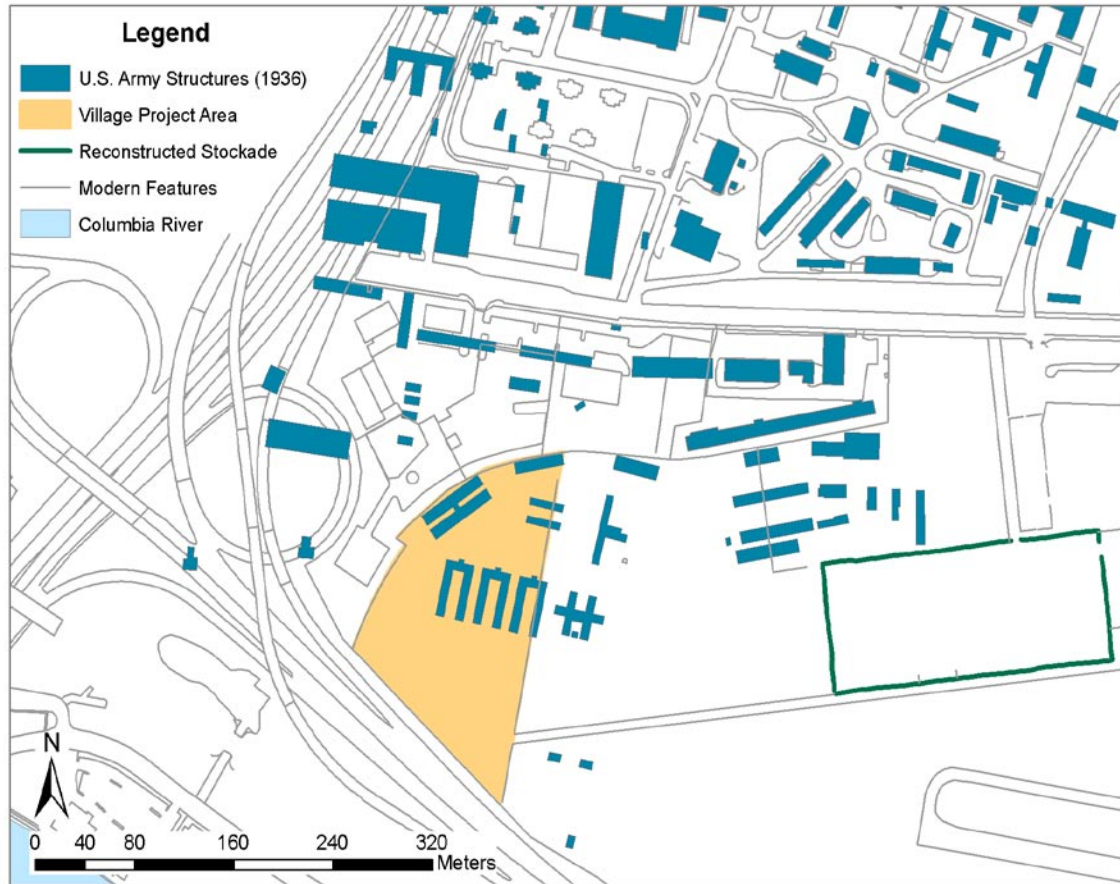 Legend
U.S. Army Structures (1936)
Village Project Area
Reconstructed Stockade
Modern Features
Columbia River
N
0 40 80 160 240 320
Meters